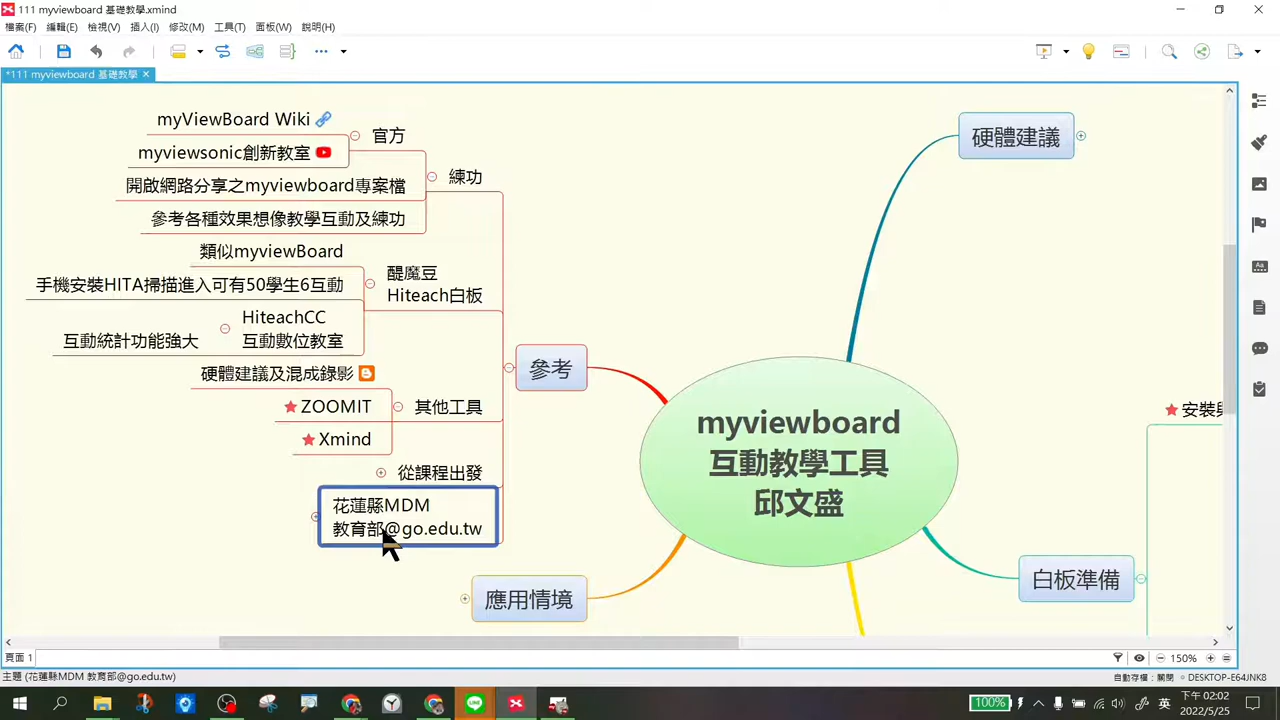 111 myviewboard 基礎教學.xmind
檔案(F) 編輯(E) 檢視(V) 插入(I) 修改(M) 工具(T) 面板(W) 說明(H)
*111 myviewboard 基礎教學
myVieWBoard Wiki
官方
myviewsonic創新教室
練功
開啟網路分享之myviewboard專案檔
參考各種效果想像教學互動及練功
類似myviewBoard
醍魔豆
Hiteach白板
手機安裝HITA掃描進入可有50學生6互動
HiteachCC
互動數位教室
互動統計功能強大
硬體建議及混成錄影
ZOOMIT
其他工具
Xmind
從課程出發
花蓮縣MDM
教育部@go.edu.tw
參考
應用情境
myviewboard
互動教學工具
邱文盛
硬體建議
安裝
白板準備
頁面 1
150%
主題 (花蓮縣MDM 教育部@go.edu.tw)
自動存檔：關閉
DESKTOP-E64JNK8
100%
英
下午 02:02
2022/5/25